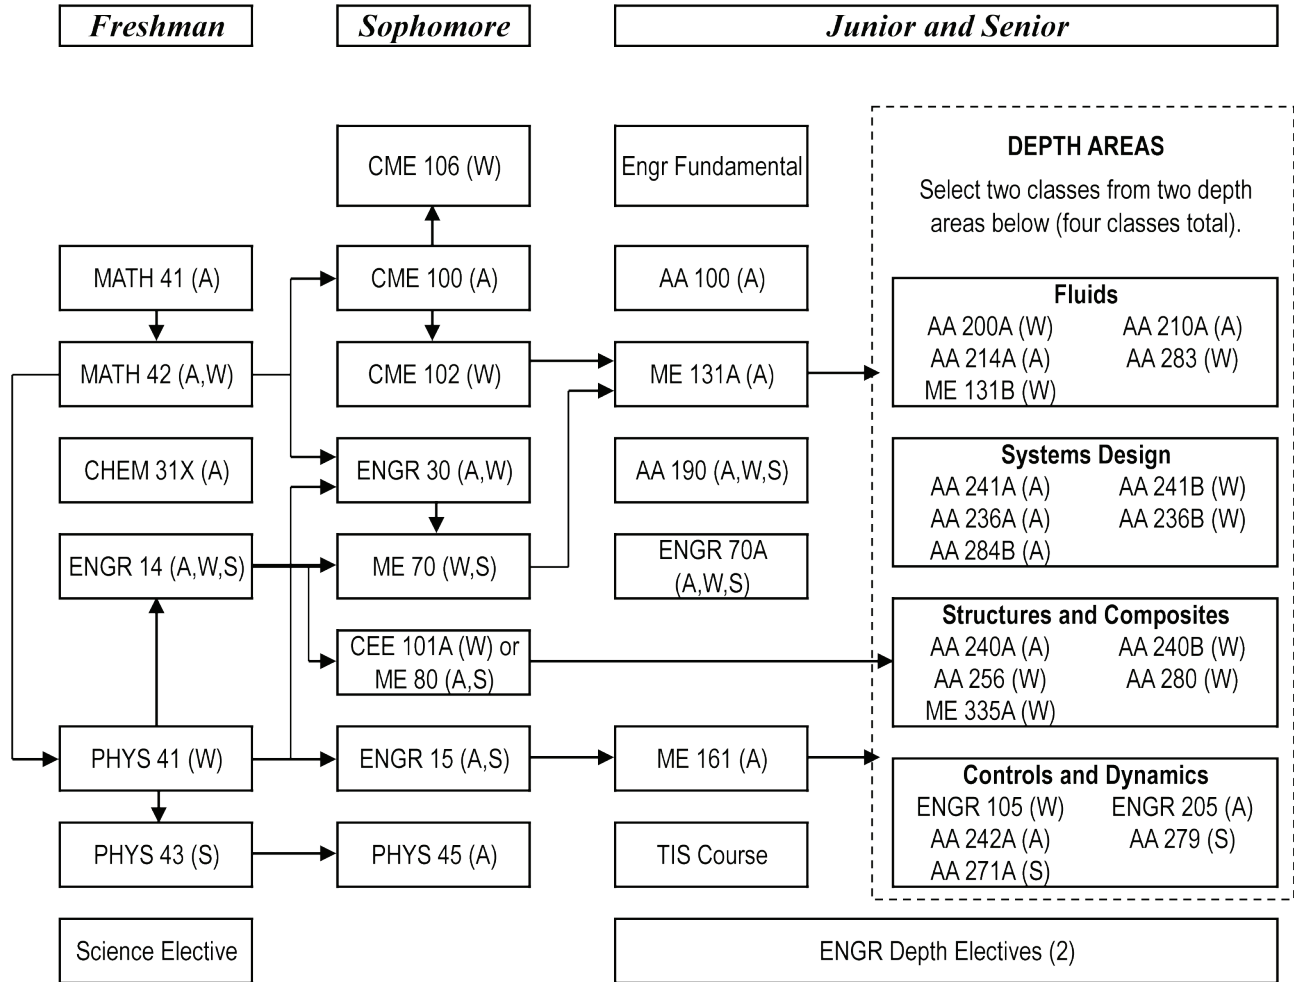 Freshman
Sophomore
Junior and Senior
CME 106 (W)
Engr Fundamental
DEPTH AREAS
Select two classes from two depth
areas below (four classes total).
MATH 41 (A)
CME 100 (A)
AA 100 (A)
Fluids
AA 200A (W) AA 210A (A)
AA 214A (A) AA 283 (W)
ME 131B (W)
MATH 42 (A,W)
CME 102 (W)
ME 131A (A)
CHEM 31X (A)
ENGR 30 (A,W)
AA 190 (A,W,S)
Systems Design
AA 241A (A) AA 241B (W)
AA 236A (A) AA 236B (W)
AA 284B (A)
ENGR 14 (A,W,S)
ME 70 (W,S)
ENGR 70A
(A,W,S)
CEE 101A (W) or
ME 80 (A,S)
Structures and Composites
AA 240A (A) AA 240B (W)
AA 256 (W) AA 280 (W)
ME 335A (W)
PHYS 41 (W)
ENGR 15 (A,S)
ME 161 (A)
Controls and Dynamics
ENGR 105 (W) ENGR 205 (A)
AA 242A (A) AA 279 (S)
AA 271A (S)
PHYS 43 (S)
PHYS 45 (A)
TIS Course
Science Elective
ENGR Depth Electives (2)